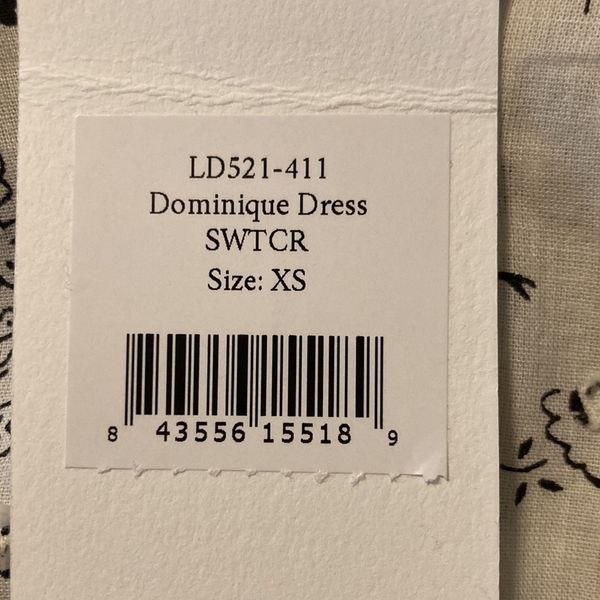 LD521-411
Dominique Dress
SWTCR
Size: XS
8 43556 15518 9